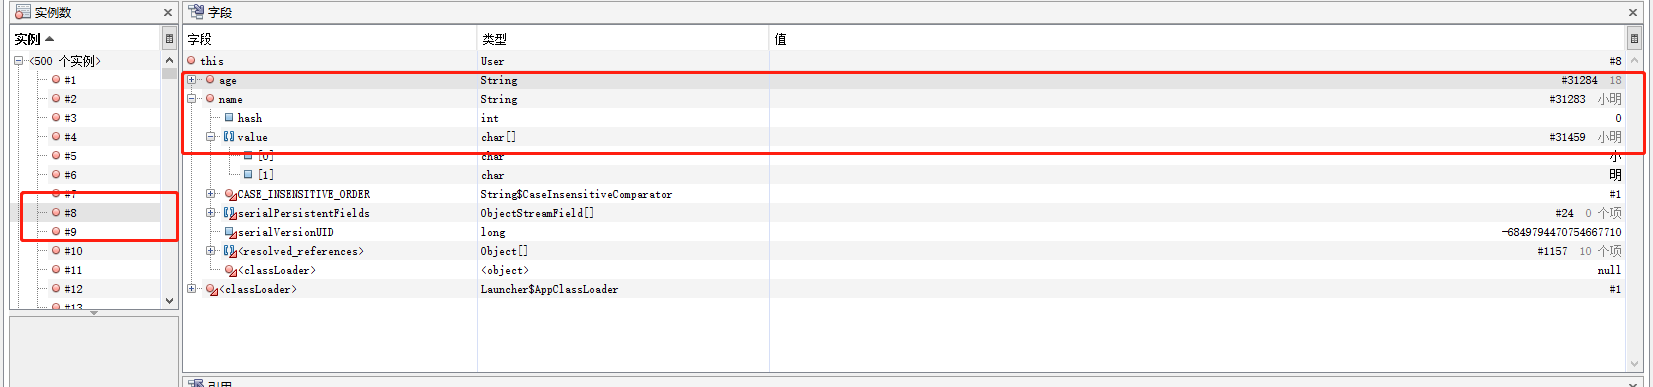 实例数
实例
<500 个实例>
#1
#2
#3
#4
#5
#6
#7
#8
#9
#10
#11
#12
#13
字段
字段 类型 值
this User #8
age String #31284 18
name String #31283 小明
hash int 0
value char[] #31459 小明
[0] char 小
[1] char 明
CASE_INSENSITIVE_ORDER String$CaseInsensitiveComparator #1
serialPersistentFields ObjectStreamField[] #24 0 个项
serialVersionUID long -6849794470754667710
<resolved_references> Object[] #1157 10 个项
<classLoader> <object> null
<classLoader> Launcher$AppClassLoader #1
引用